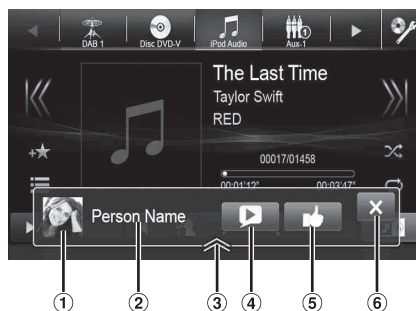 DAB 1 Disc DVD-V iPod Audio Aux-1
The Last Time
Taylor Swift
RED
00017/01458
00:01'12" 00:03'47"
Person Name
① ② ③ ④ ⑤ ⑥